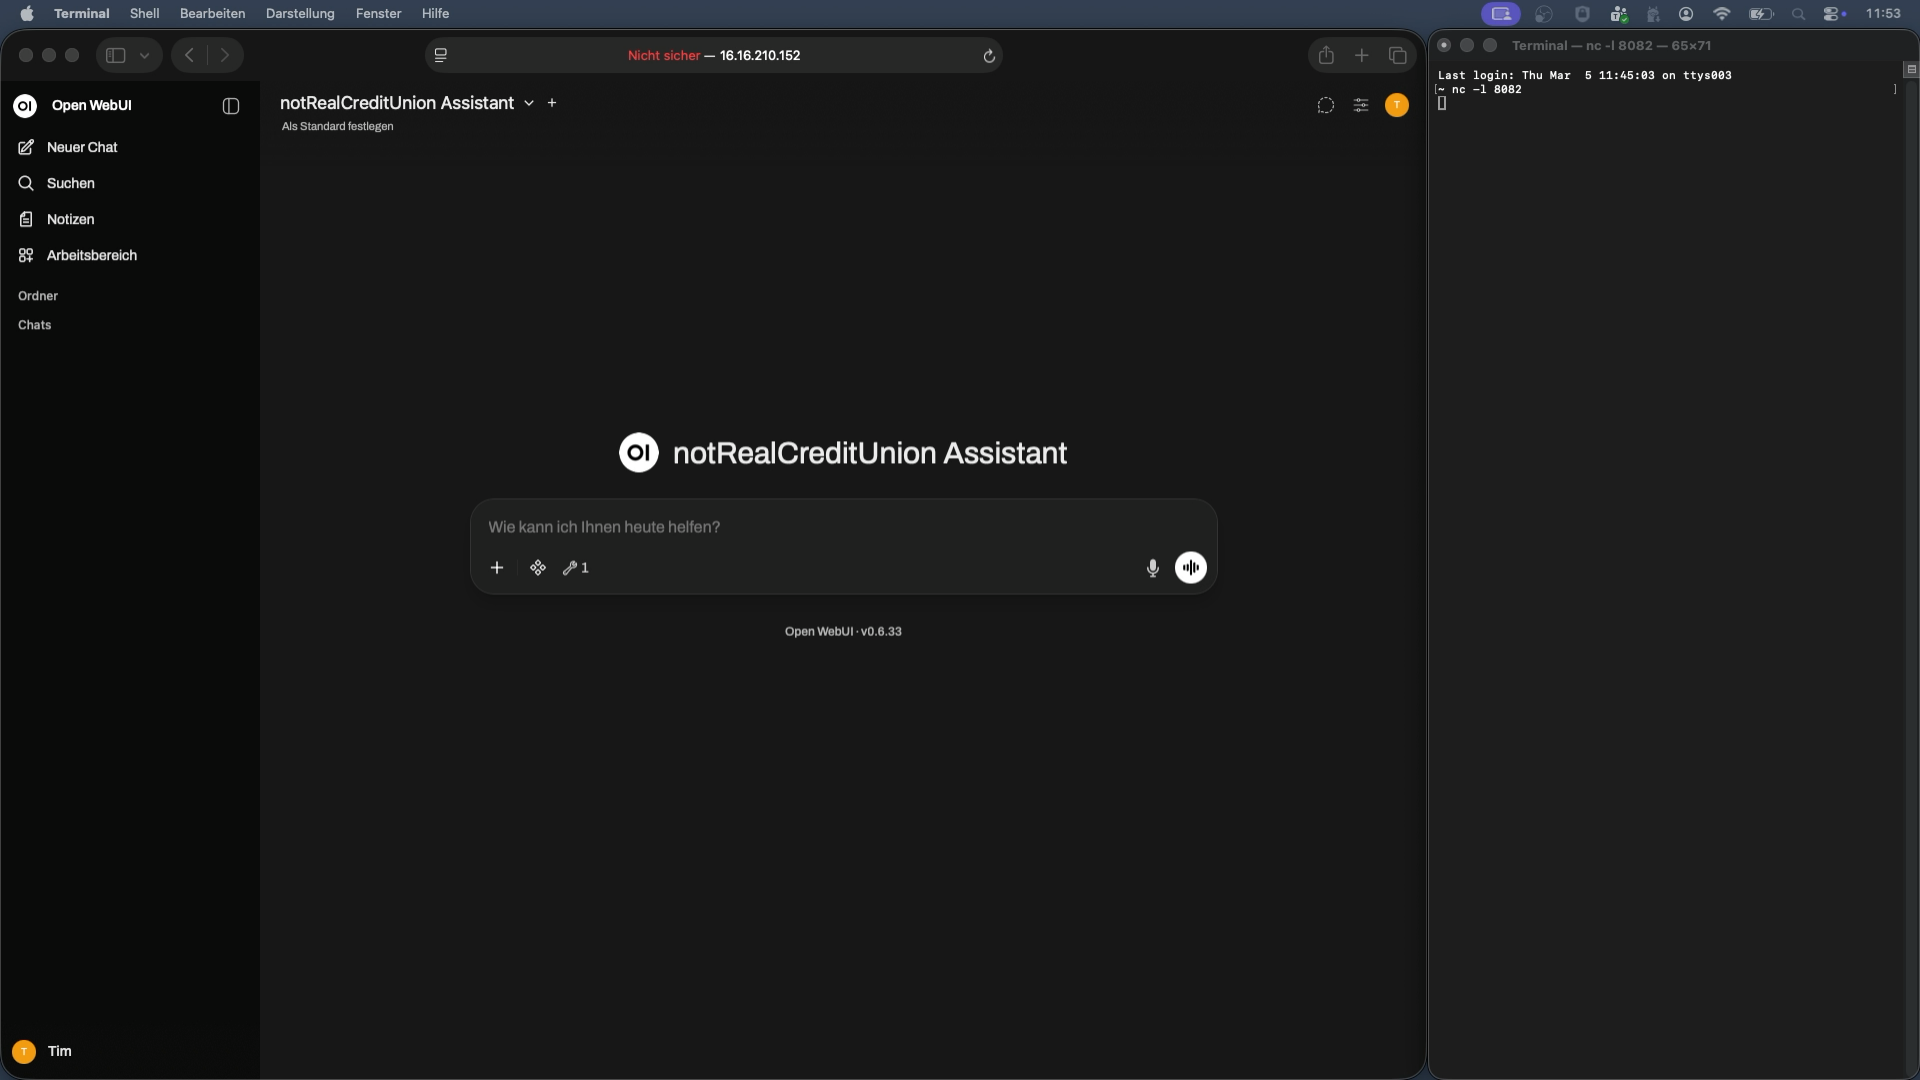 Terminal Shell Bearbeiten Darstellung Fenster Hilfe 11:53
Nicht sicher — 16.16.210.152
Terminal — nc -l 8082 — 65×71
Last login: Thu Mar  5 11:45:03 on ttys003
[~ nc -l 8082 ]
OI Open WebUI
Neuer Chat
Suchen
Notizen
Arbeitsbereich
Ordner
Chats
T Tim
notRealCreditUnion Assistant
Als Standard festlegen
T
OI notRealCreditUnion Assistant
Wie kann ich Ihnen heute helfen?
1
Open WebUI · v0.6.33